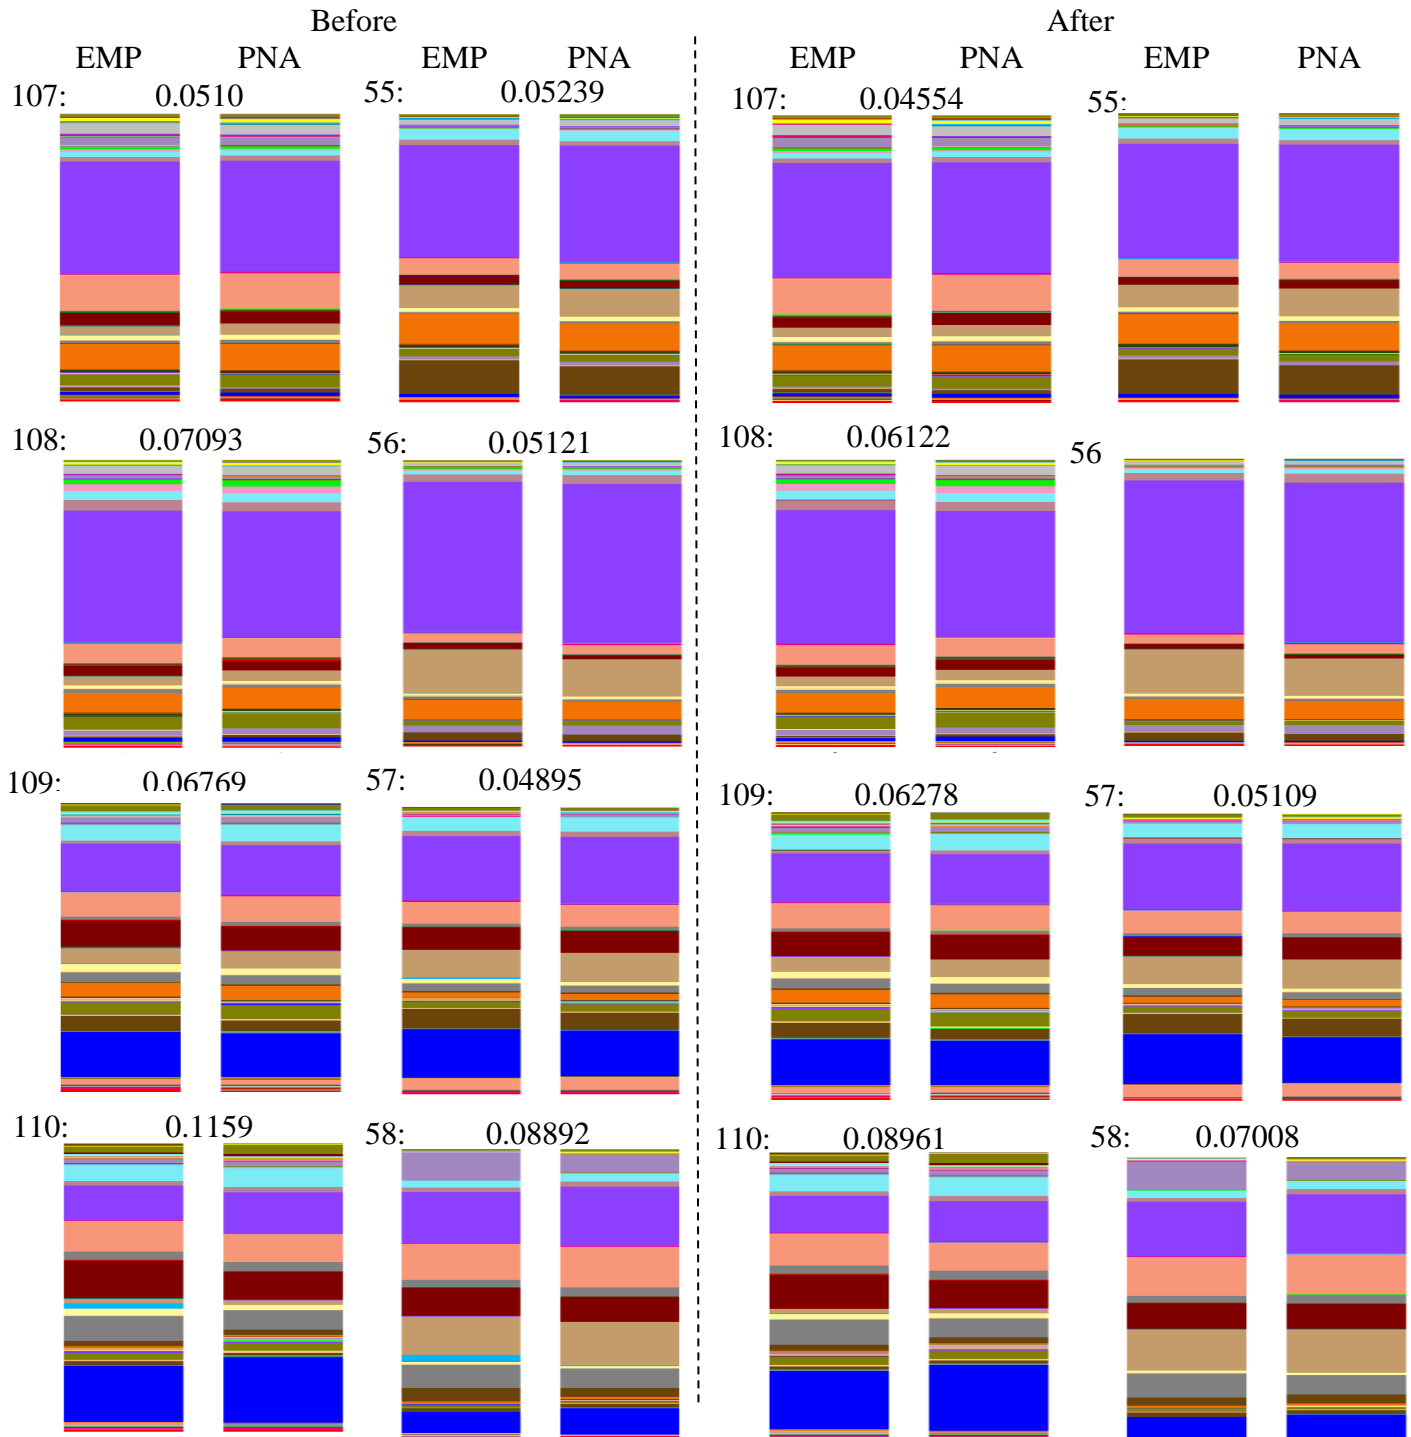 Before After
EMP PNA EMP PNA EMP PNA EMP PNA
107: 0.0510 55: 0.05239 107: 0.04554 55:
108: 0.07093 56: 0.05121 108: 0.06122 56
109: 0.06769 57: 0.04895 109: 0.06278 57: 0.05109
110: 0.1159 58: 0.08892 110: 0.08961 58: 0.07008